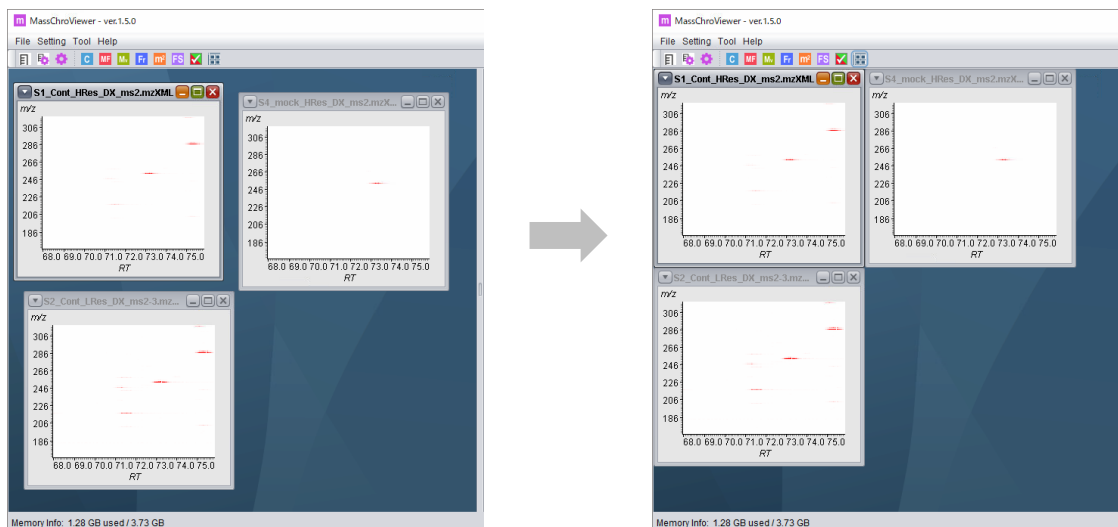 MassChroViewer - ver.1.5.0
File Setting Tool Help
C MF Fr m² FS
S1_Cont_HRes_DX_ms2.mzXML
m/z
306
286
266
246
226
206
186
68.0 69.0 70.0 71.0 72.0 73.0 74.0 75.0
RT
S4_mock_HRes_DX_ms2.mzX...
m/z
306
286
266
246
226
206
186
68.0 69.0 70.0 71.0 72.0 73.0 74.0 75.0
RT
S2_Cont_LRes_DX_ms2-3.mz...
m/z
306
286
266
246
226
206
186
68.0 69.0 70.0 71.0 72.0 73.0 74.0 75.0
RT
Memory Info: 1.28 GB used / 3.73 GB
MassChroViewer - ver.1.5.0
File Setting Tool Help
C MF Fr m² FS
S1_Cont_HRes_DX_ms2.mzXML
m/z
306
286
266
246
226
206
186
68.0 69.0 70.0 71.0 72.0 73.0 74.0 75.0
RT
S4_mock_HRes_DX_ms2.mzX...
m/z
306
286
266
246
226
206
186
68.0 69.0 70.0 71.0 72.0 73.0 74.0 75.0
RT
S2_Cont_LRes_DX_ms2-3.mz...
m/z
306
286
266
246
226
206
186
68.0 69.0 70.0 71.0 72.0 73.0 74.0 75.0
RT
Memory Info: 1.28 GB used / 3.73 GB